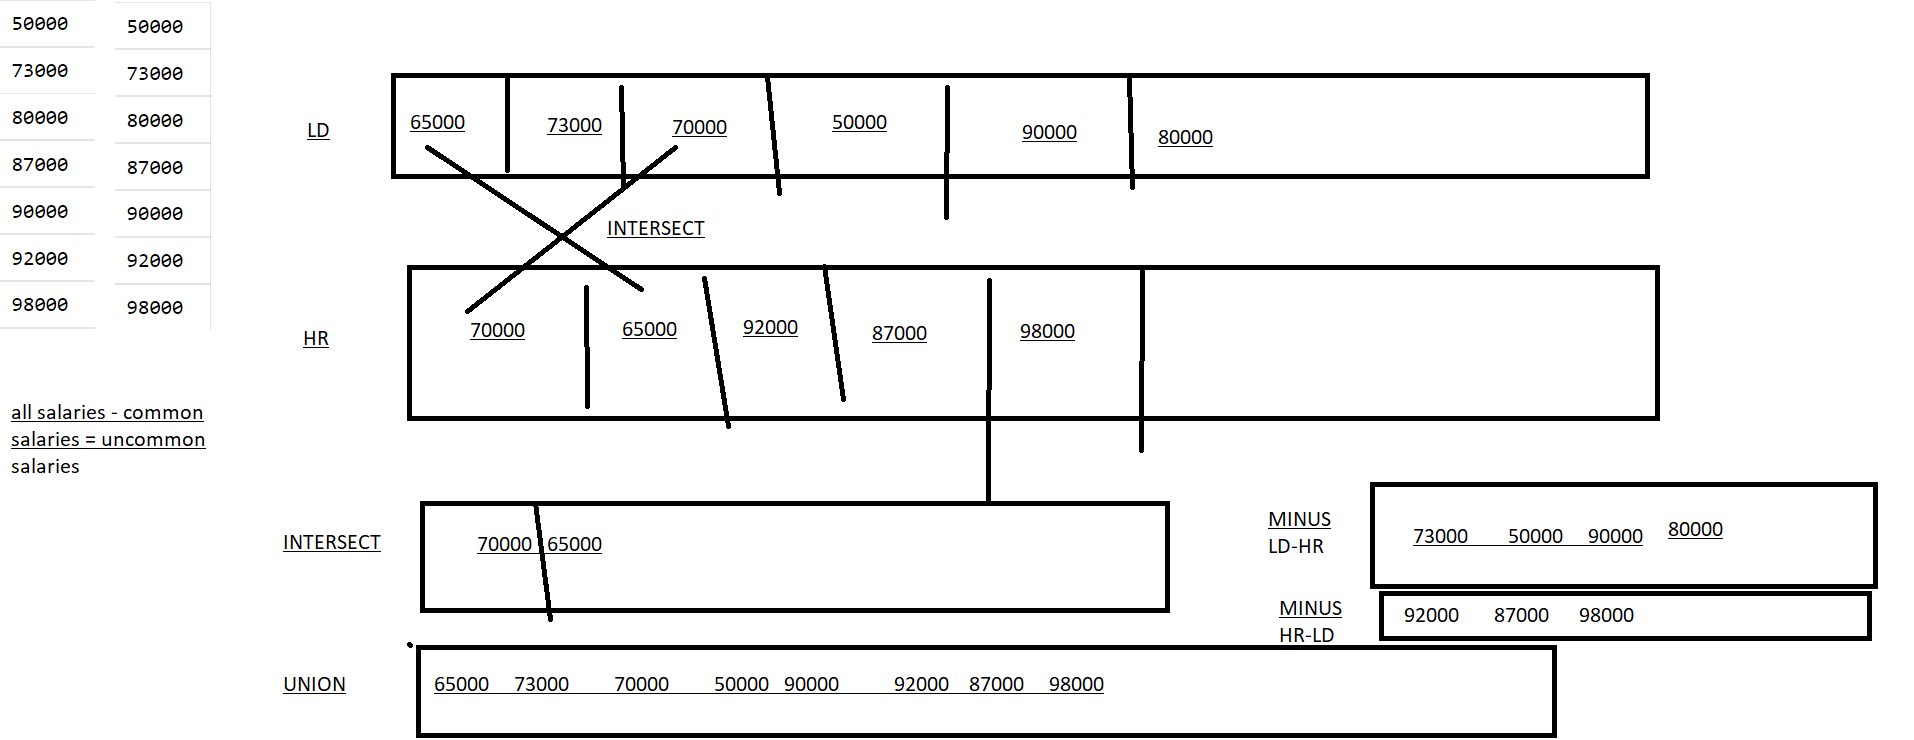 50000 50000
73000 73000
80000 80000
87000 87000
90000 90000
92000 92000
98000 98000
all salaries - common
salaries = uncommon
salaries
LD
65000 73000 70000 50000 90000 80000
INTERSECT
HR
70000 65000 92000 87000 98000
INTERSECT
70000 65000
MINUS
LD-HR
73000 50000 90000 80000
MINUS
HR-LD
92000 87000 98000
UNION
65000 73000 70000 50000 90000 92000 87000 98000